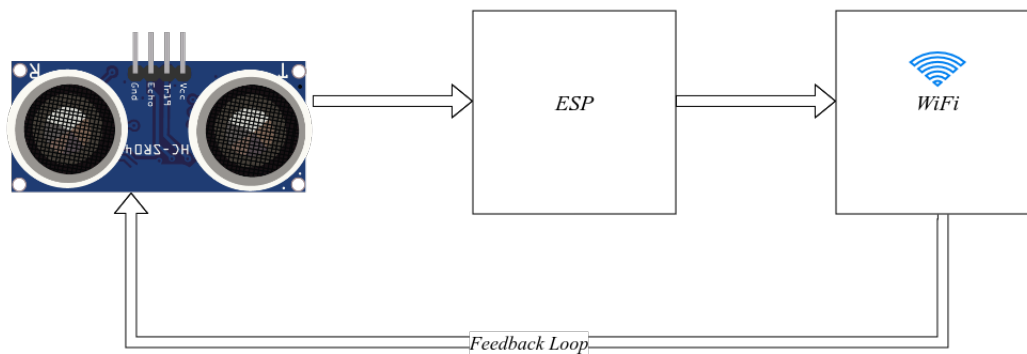 R T
Gnd Echo Trig Vcc
HC-SR04
ESP
WiFi
Feedback Loop